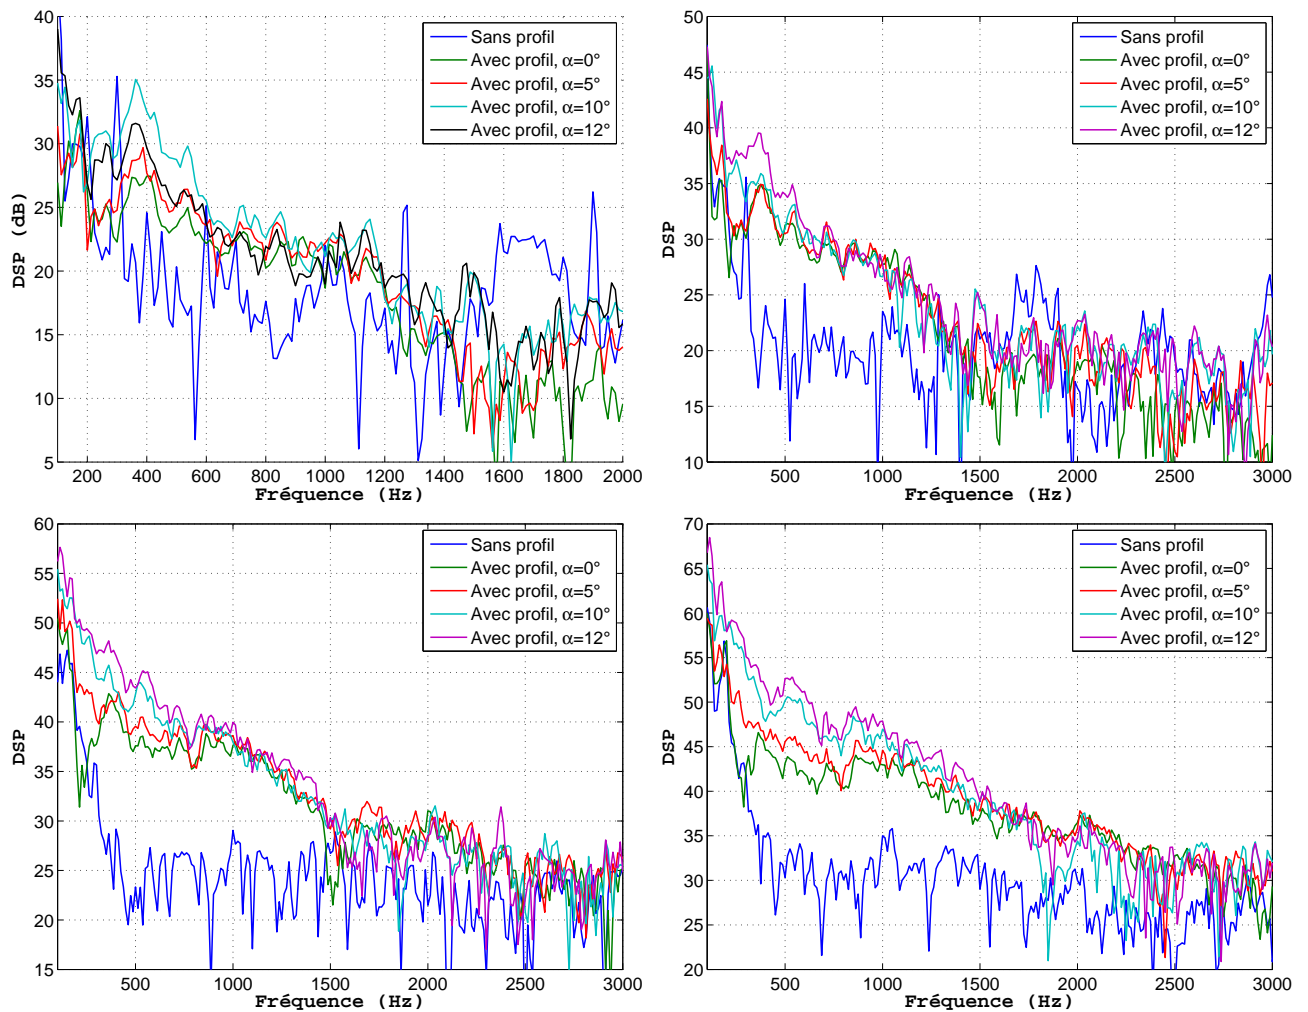 40
35
30
25
20
15
10
5
DSP (dB)
200 400 600 800 1000 1200 1400 1600 1800 2000
Fréquence (Hz)
Sans profil
Avec profil, α=0°
Avec profil, α=5°
Avec profil, α=10°
Avec profil, α=12°
50
45
40
35
30
25
20
15
10
DSP
500 1000 1500 2000 2500 3000
Fréquence (Hz)
Sans profil
Avec profil, α=0°
Avec profil, α=5°
Avec profil, α=10°
Avec profil, α=12°
60
55
50
45
40
35
30
25
20
15
DSP
500 1000 1500 2000 2500 3000
Fréquence (Hz)
Sans profil
Avec profil, α=0°
Avec profil, α=5°
Avec profil, α=10°
Avec profil, α=12°
70
65
60
55
50
45
40
35
30
25
20
DSP
500 1000 1500 2000 2500 3000
Fréquence (Hz)
Sans profil
Avec profil, α=0°
Avec profil, α=5°
Avec profil, α=10°
Avec profil, α=12°